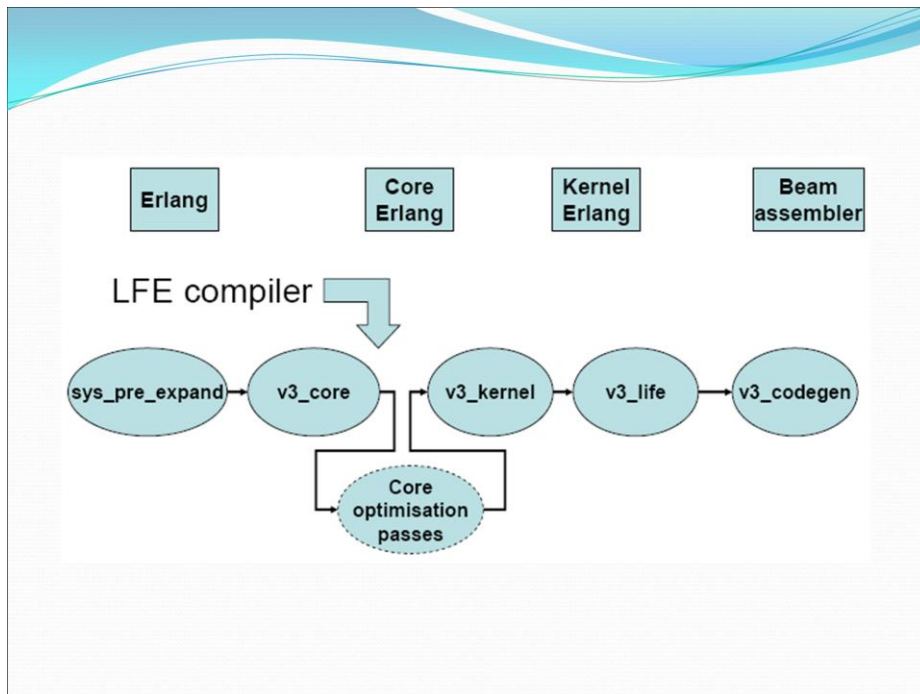 Erlang
Core
Erlang
Kernel
Erlang
Beam
assembler
LFE compiler
sys_pre_expand
v3_core
v3_kernel
v3_life
v3_codegen
Core
optimisation
passes